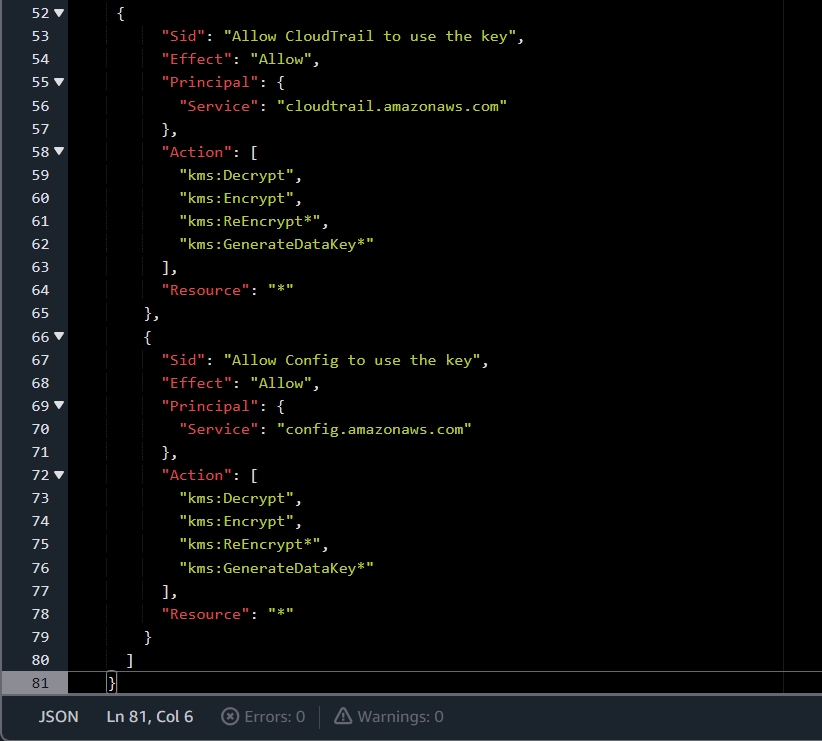 52 {
53 "Sid": "Allow CloudTrail to use the key",
54 "Effect": "Allow",
55 "Principal": {
56 "Service": "cloudtrail.amazonaws.com"
57 },
58 "Action": [
59 "kms:Decrypt",
60 "kms:Encrypt",
61 "kms:ReEncrypt*",
62 "kms:GenerateDataKey*"
63 ],
64 "Resource": "*"
65 },
66 {
67 "Sid": "Allow Config to use the key",
68 "Effect": "Allow",
69 "Principal": {
70 "Service": "config.amazonaws.com"
71 },
72 "Action": [
73 "kms:Decrypt",
74 "kms:Encrypt",
75 "kms:ReEncrypt*",
76 "kms:GenerateDataKey*"
77 ],
78 "Resource": "*"
79 }
80 ]
81 }
JSON Ln 81, Col 6 Errors: 0 Warnings: 0